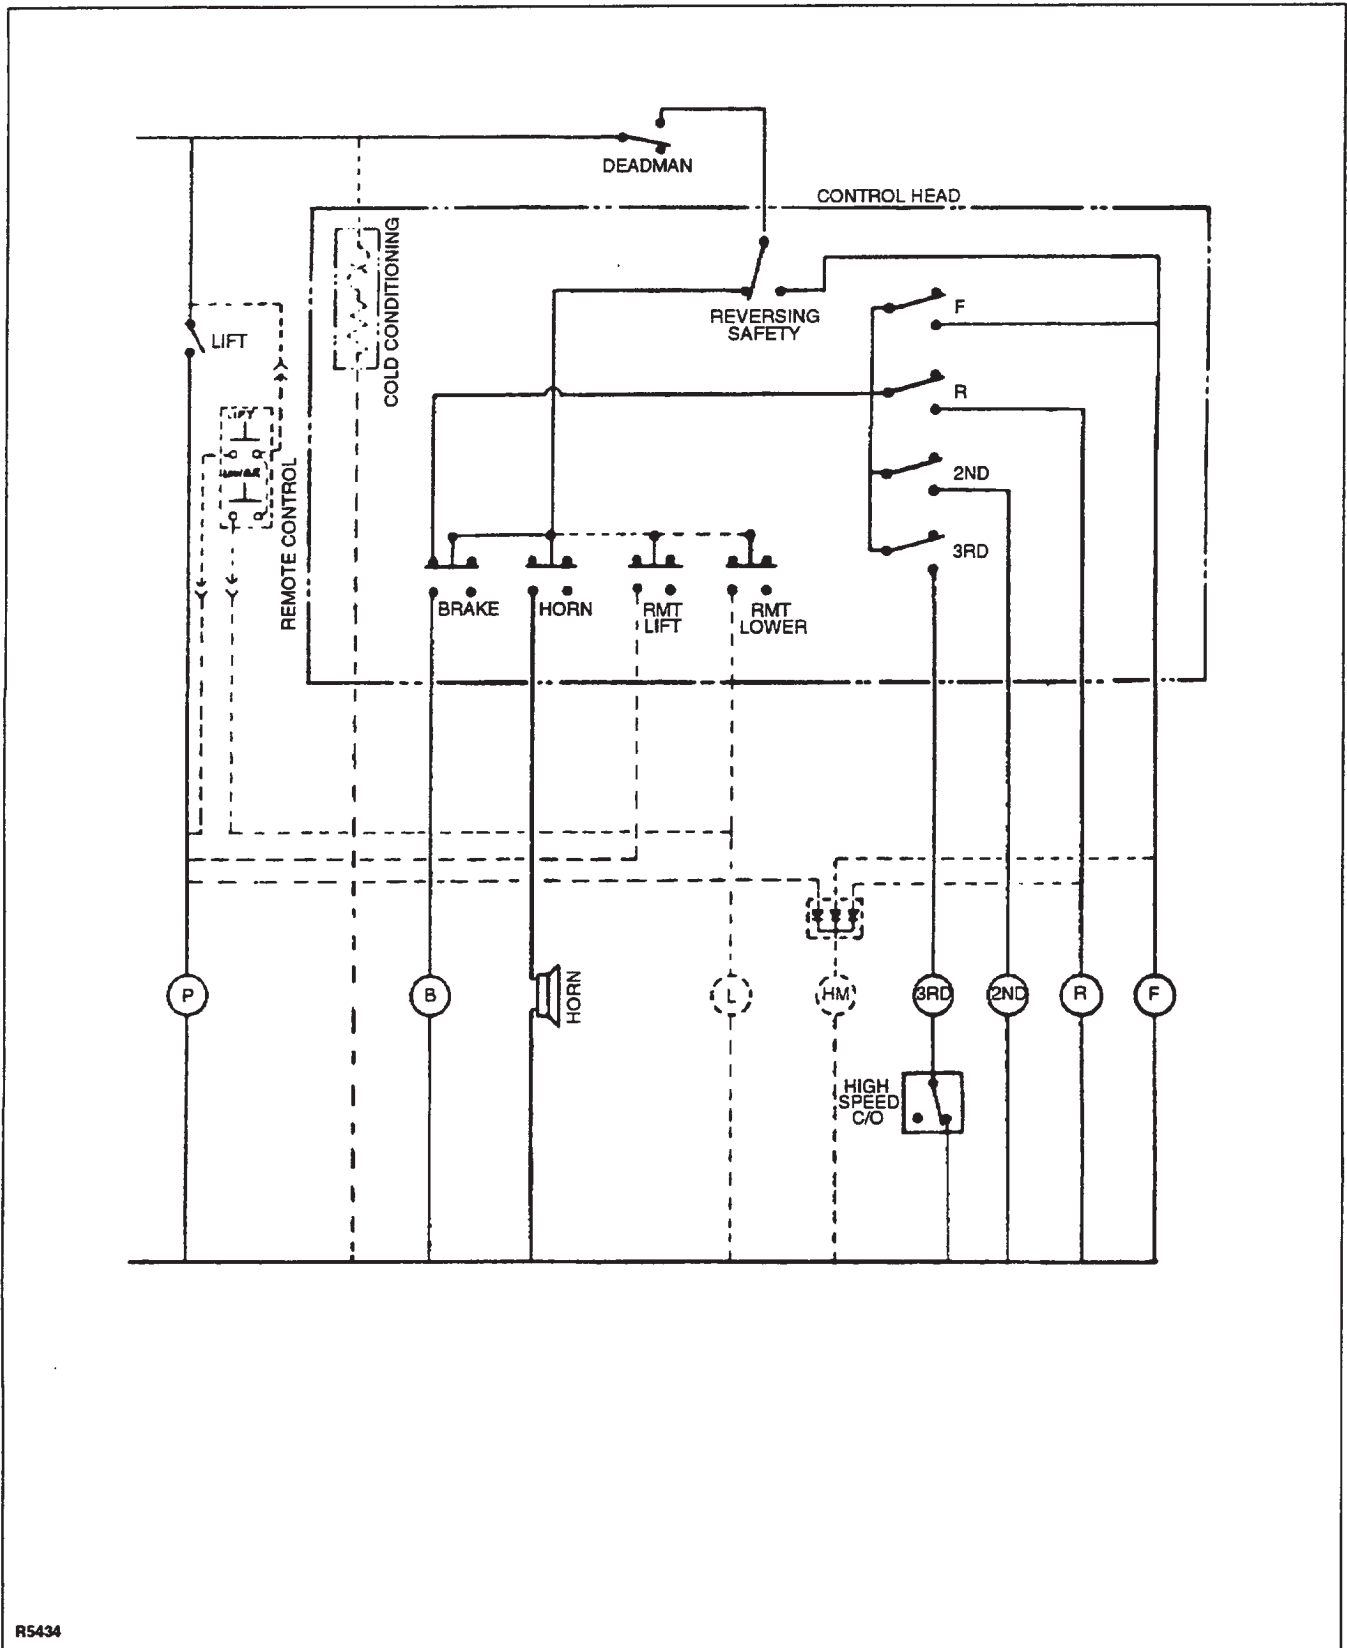 DEADMAN
CONTROL HEAD
COLD CONDITIONING
REVERSING
SAFETY
F
LIFT
R
LIFT
REMOTE CONTROL
2ND
3RD
BRAKE
HORN
RMT
LIFT
RMT
LOWER
P
B
HORN
L
HM
3RD
2ND
R
F
HIGH
SPEED
C/O
R5434